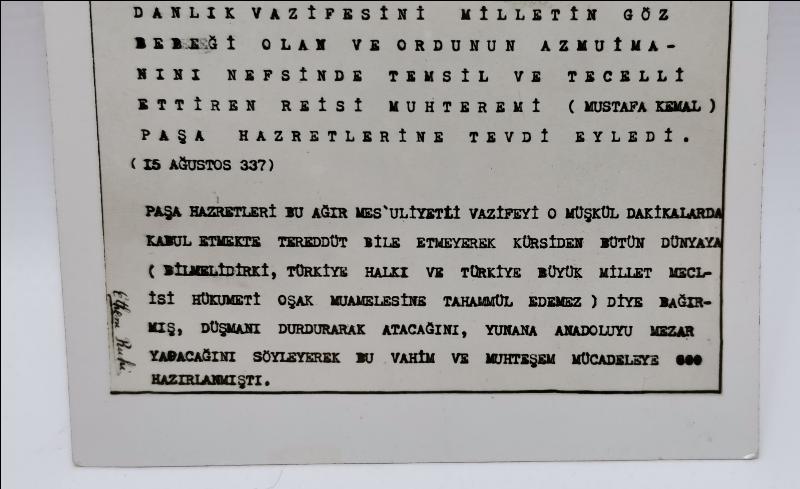 DANLIK VAZİFESİNİ MİLLETİN GÖZ
BEBEĞİ OLAN VE ORDUNUN AZMUİMA-
NINI NEFSİNDE TEMSİL VE TECELLİ
ETTİREN REİSİ MUHTEREMİ ( MUSTAFA KEMAL )
PAŞA HAZRETLERİNE TEVDİ EYLEDİ.
( I5 AĞUSTOS 337)
PAŞA HAZRETLERİ BU AĞIR MES`ULİYETLİ VAZİFEYİ O MÜŞKÜL DAKİKALARDA
KABUL ETMEKTE TEREDDÜT BİLE ETMEYEREK KÜRSİDEN BÜTÜN DÜNYAYA
( BİLMELİDİRKİ, TÜRKİYE HALKI VE TÜRKİYE BÜYÜK MİLLET MECL-
İSİ HÜKUMETİ OŞAK MUAMELESİNE TAHAMMÜL EDEMEZ ) DİYE BAĞIR-
MIŞ, DÜŞMANI DURDURARAK ATACAĞINI, YUNANA ANADOLUYU MEZAR
YAPACAĞINI SÖYLEYEREK BU VAHİM VE MUHTEŞEM MÜCADELEYE
HAZIRLANMIŞTI.
Ethem Ruhi